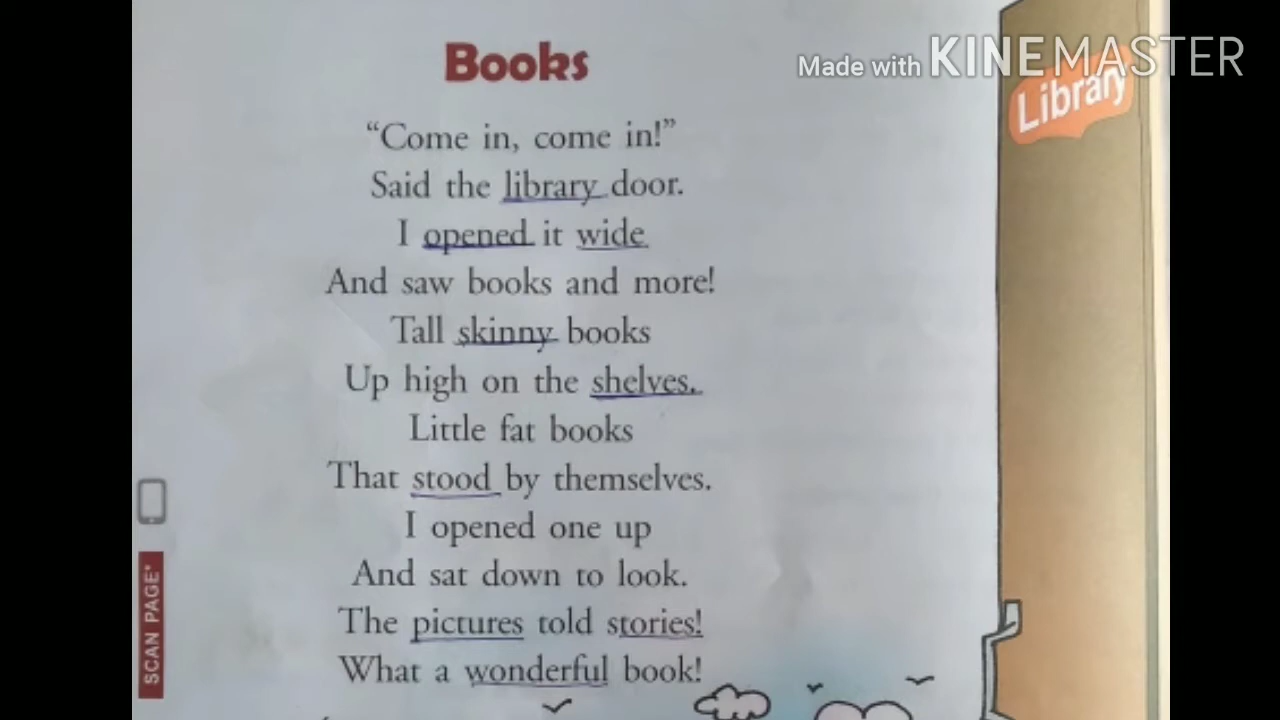 Books
Made with KINEMASTER
Library
“Come in, come in!”
Said the library door.
I opened it wide
And saw books and more!
Tall skinny books
Up high on the shelves.
Little fat books
That stood by themselves.
I opened one up
And sat down to look.
The pictures told stories!
What a wonderful book!
SCAN PAGE*